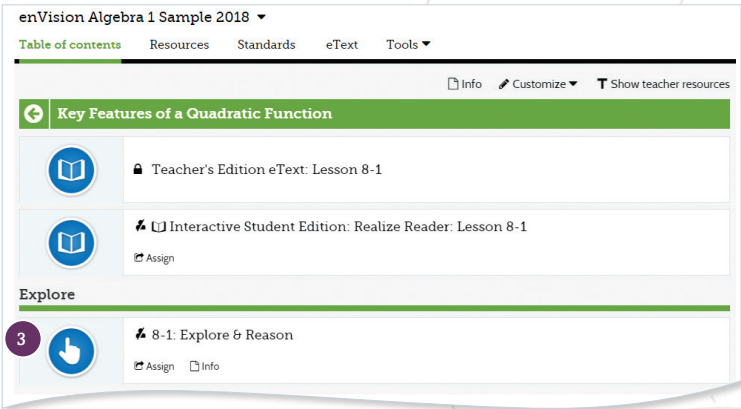 enVision Algebra 1 Sample 2018
Table of contents Resources Standards eText Tools
Info Customize T Show teacher resources
Key Features of a Quadratic Function
Teacher's Edition eText: Lesson 8-1
Interactive Student Edition: Realize Reader: Lesson 8-1
Assign
Explore
3
8-1: Explore & Reason
Assign Info